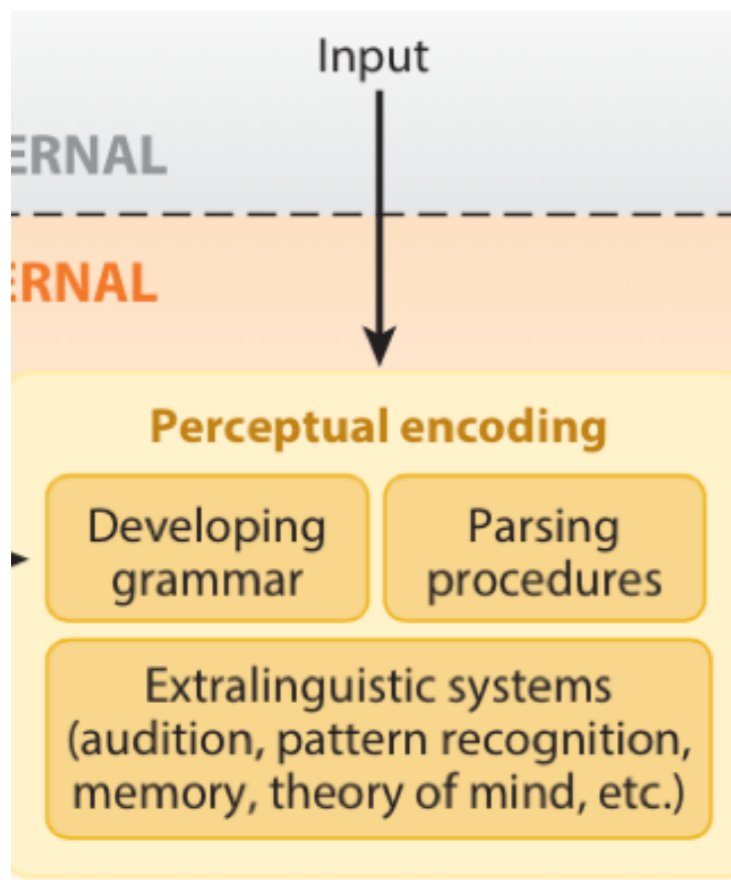 Input
ERNAL
ERNAL
Perceptual encoding
Developing
grammar
Parsing
procedures
Extralinguistic systems
(audition, pattern recognition,
memory, theory of mind, etc.)